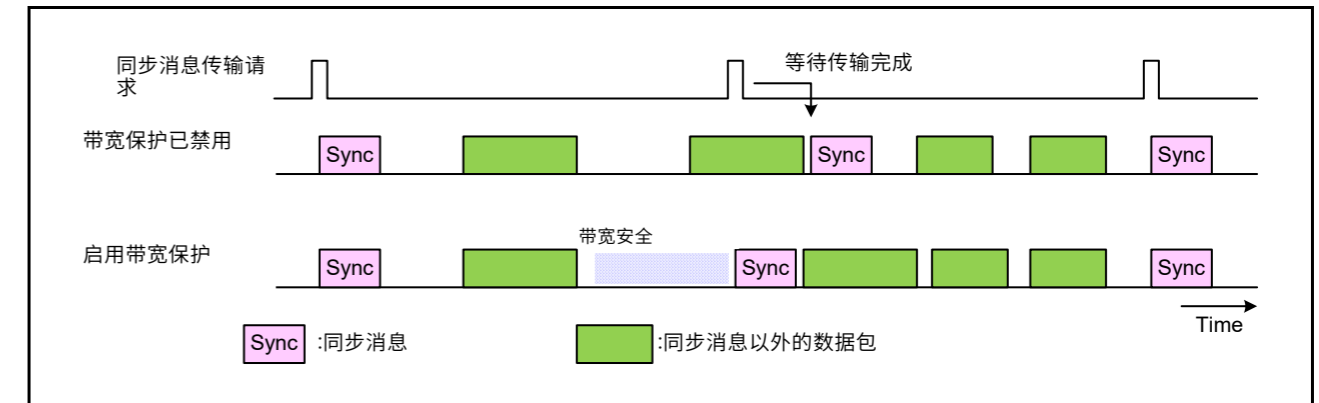 同步消息传输请
求
等待传输完成
带宽保护已禁用
Sync
Sync
Sync
启用带宽保护
带宽安全
Sync
Sync
Sync
Time
Sync :同步消息
:同步消息以外的数据包